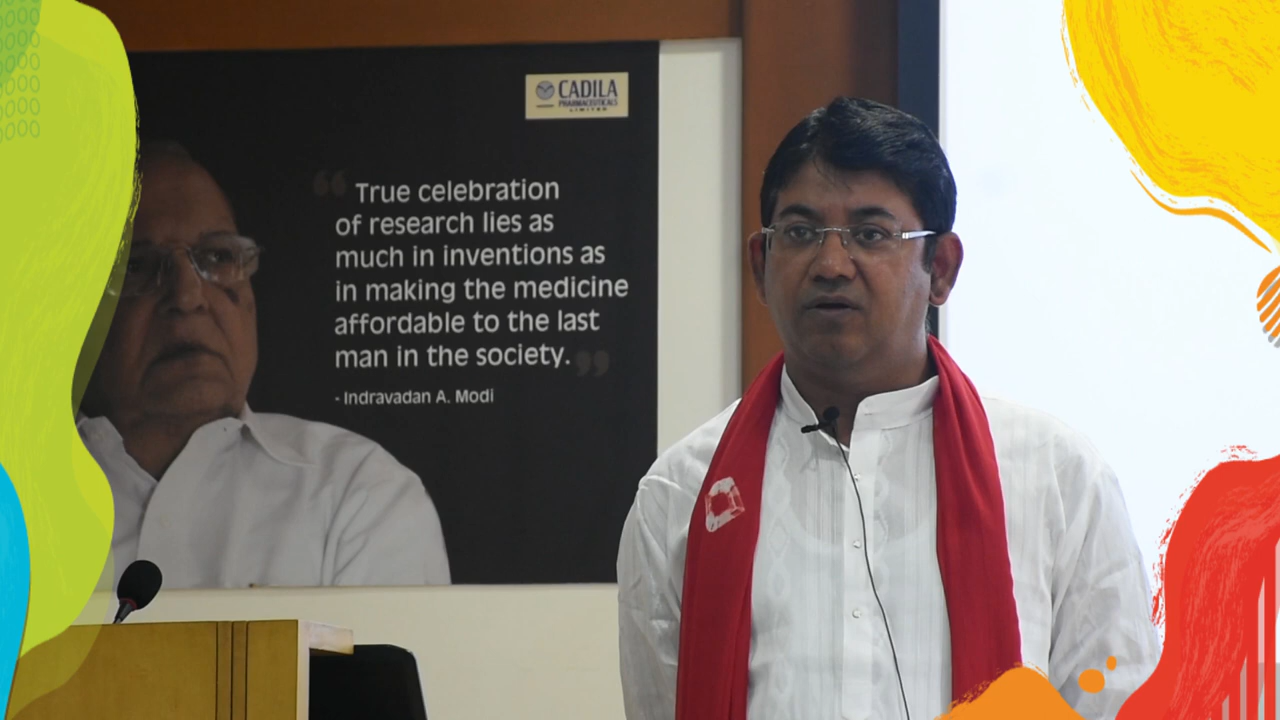 CADILA
PHARMACEUTICALS
LIMITED
“ True celebration
of research lies as
much in inventions as
in making the medicine
affordable to the last
man in the society. ”
- Indravadan A. Modi